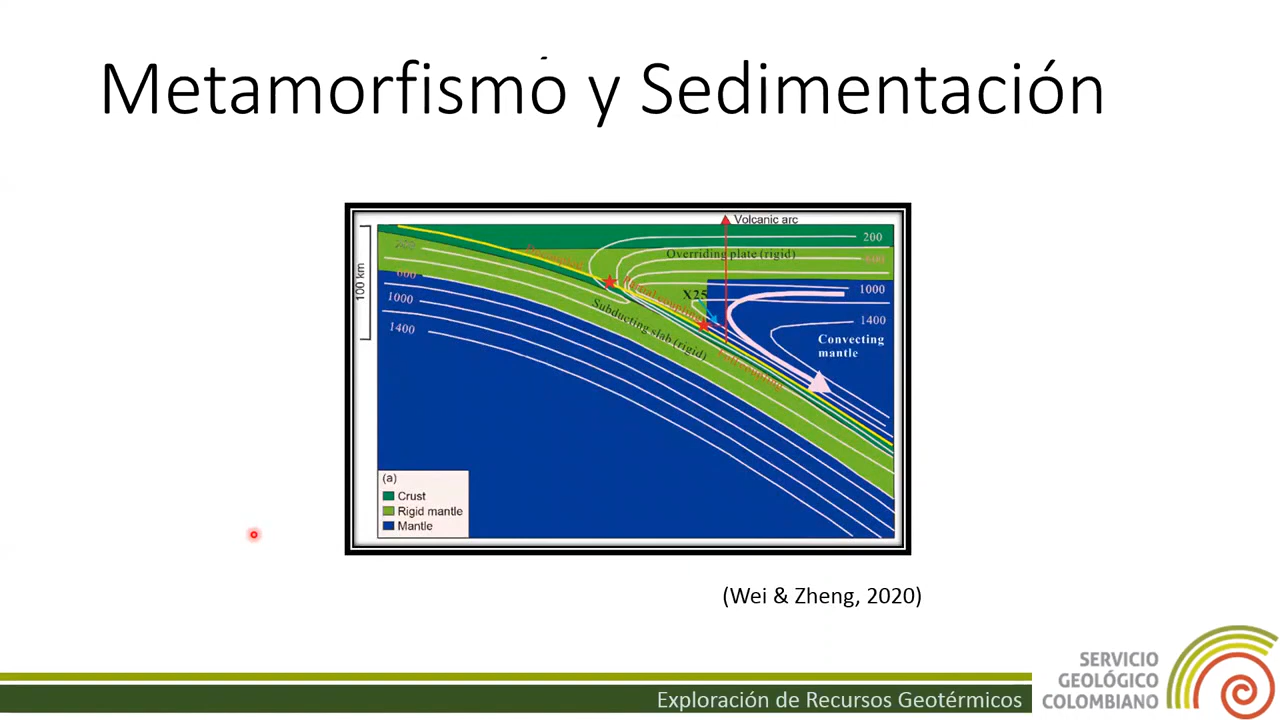 Metamorfismo y Sedimentación
Volcanic arc
200
Overriding plate (rigid)
600
1000
X25
1000
Subducting slab (rigid)
1400
1400
Convecting
mantle
100 km
(a)
Crust
Rigid mantle
Mantle
(Wei & Zheng, 2020)
SERVICIO
GEOLÓGICO
COLOMBIANO
Exploración de Recursos Geotérmicos